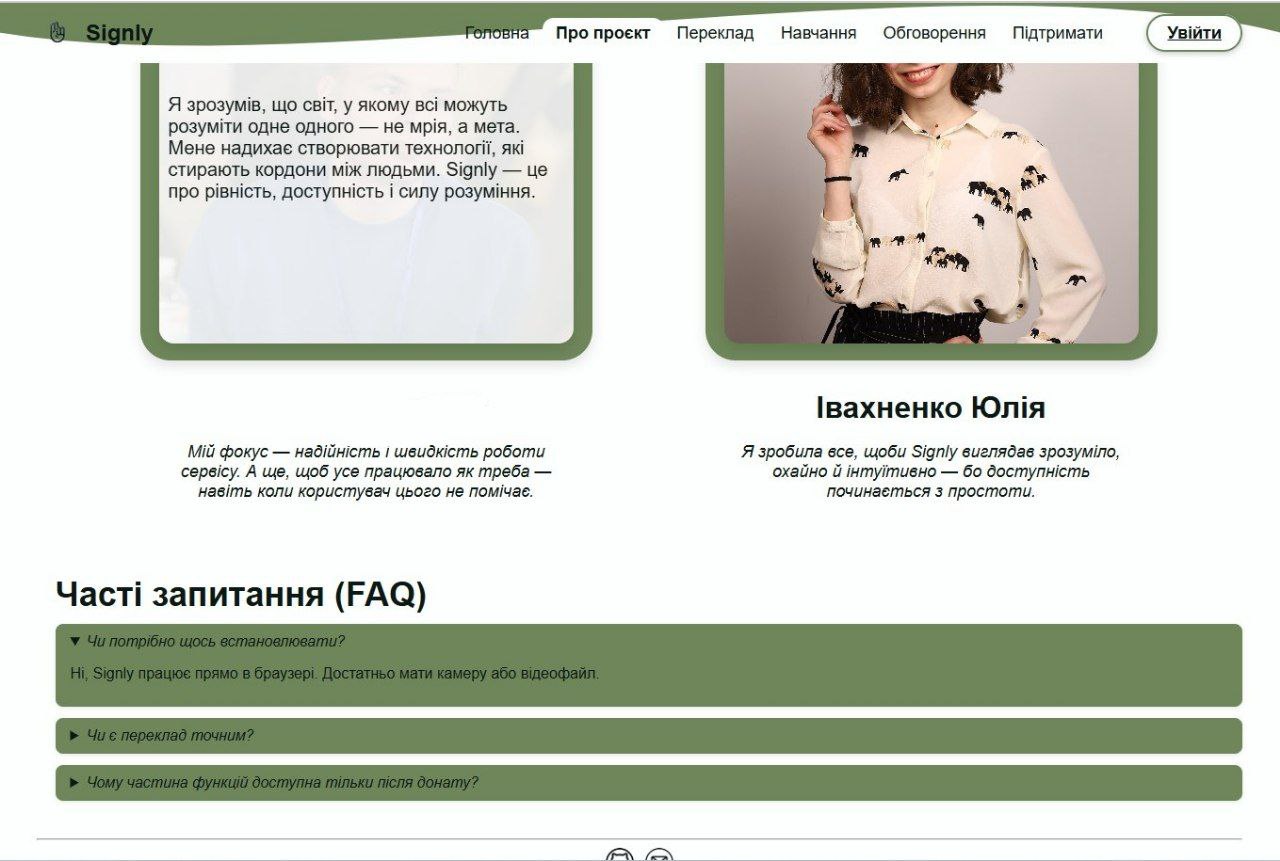 Signly
Головна Про проєкт Переклад Навчання Обговорення Підтримати Увійти
Я зрозумів, що світ, у якому всі можуть
розуміти одне одного — не мрія, а мета.
Мене надихає створювати технології, які
стирають кордони між людьми. Signly — це
про рівність, доступність і силу розуміння.
Мій фокус — надійність і швидкість роботи
сервісу. А ще, щоб усе працювало як треба —
навіть коли користувач цього не помічає.
Івахненко Юлія
Я зробила все, щоби Signly виглядав зрозуміло,
охайно й інтуїтивно — бо доступність
починається з простоти.
Часті запитання (FAQ)
▼ Чи потрібно щось встановлювати?
Ні, Signly працює прямо в браузері. Достатньо мати камеру або відеофайл.
▶ Чи є переклад точним?
▶ Чому частина функцій доступна тільки після донату?